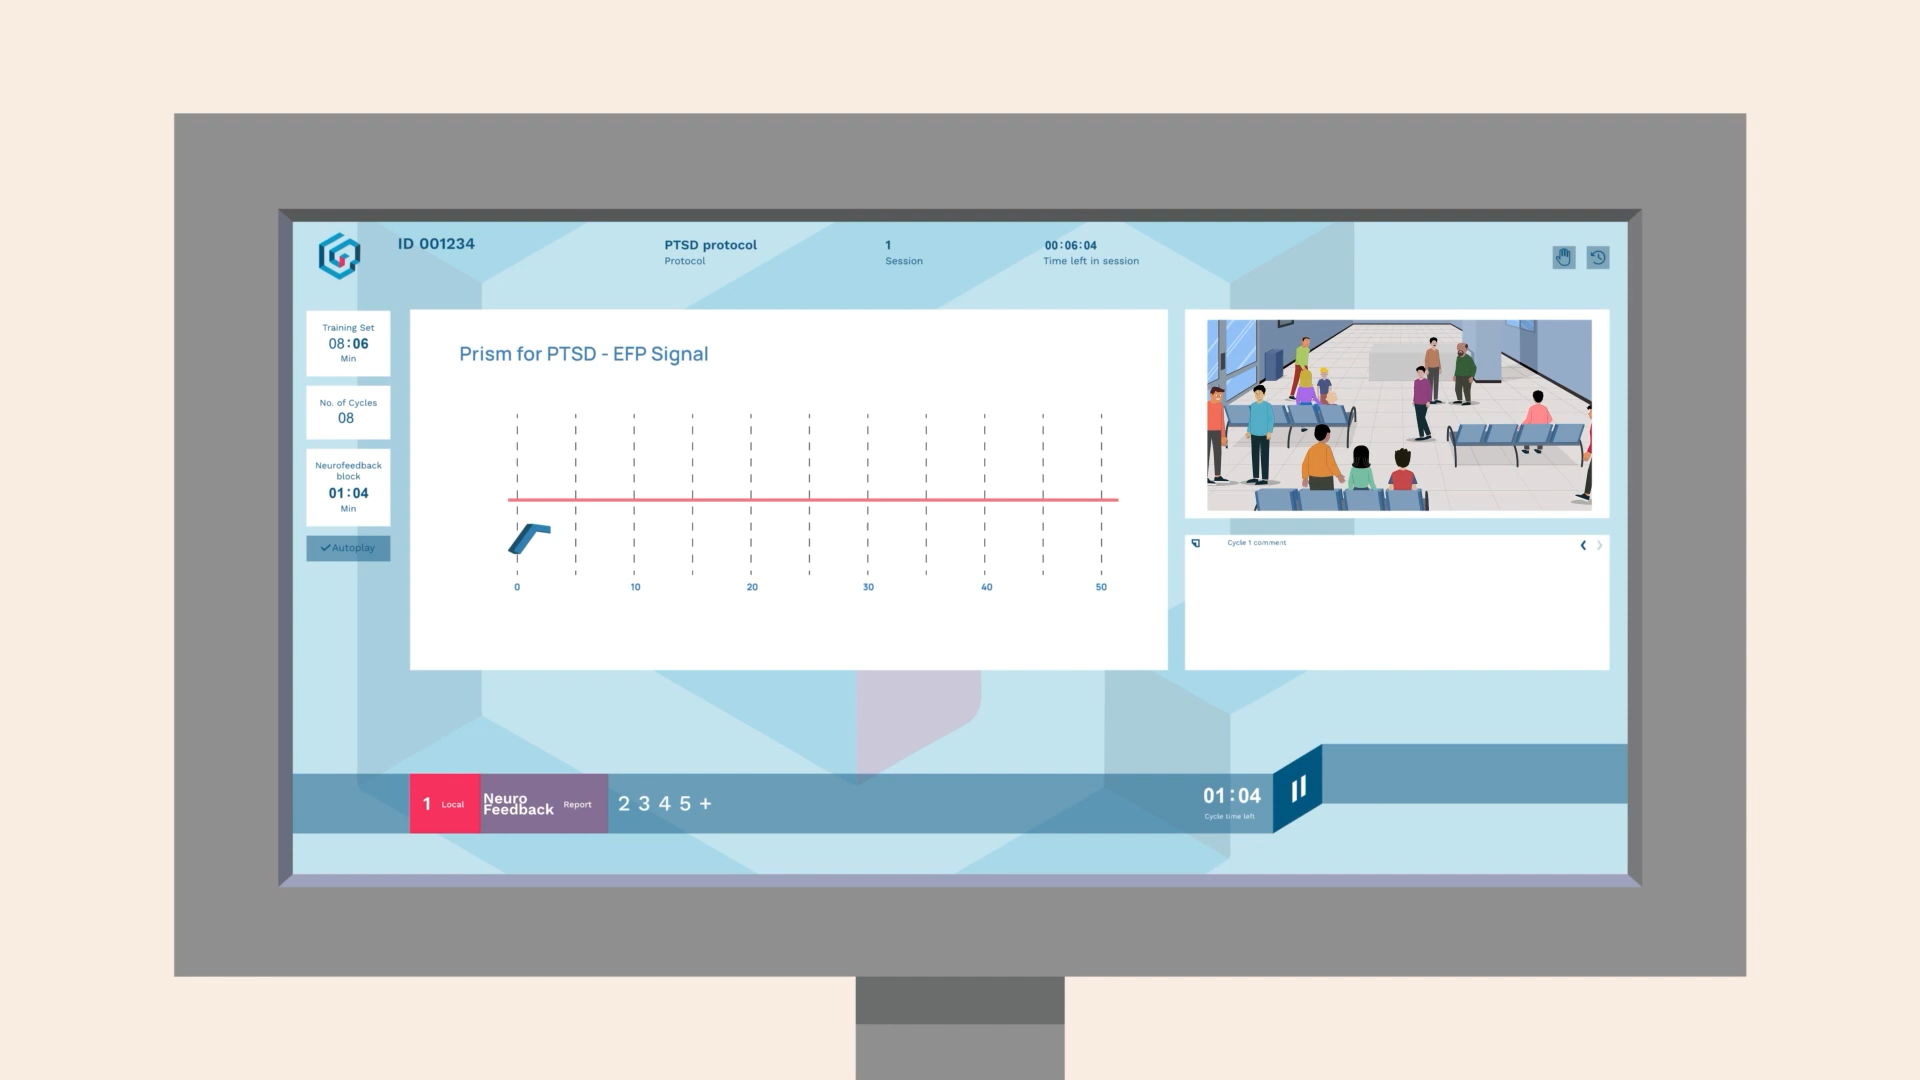 ID 001234
PTSD protocol
Protocol
1
Session
00:06:04
Time left in session
Training Set
08:06
Min
No. of Cycles
08
Neurofeedback
block
01:04
Min
Autoplay
Prism for PTSD - EFP Signal
0 10 20 30 40 50
Cycle 1 comment
1 Local
Neuro
Feedback
Report
2 3 4 5 +
01:04
Cycle time left